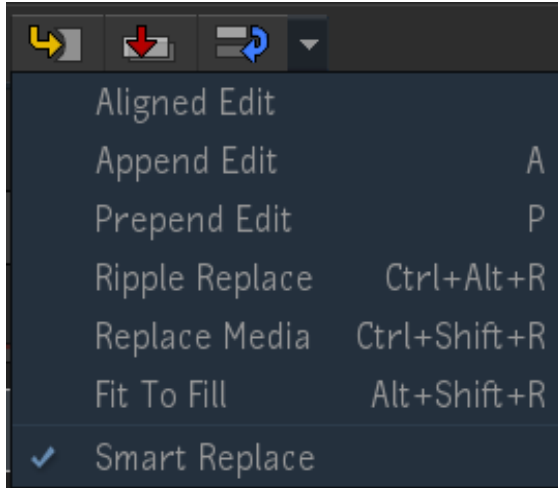 Aligned Edit
Append Edit A
Prepend Edit P
Ripple Replace Ctrl+Alt+R
Replace Media Ctrl+Shift+R
Fit To Fill Alt+Shift+R
Smart Replace